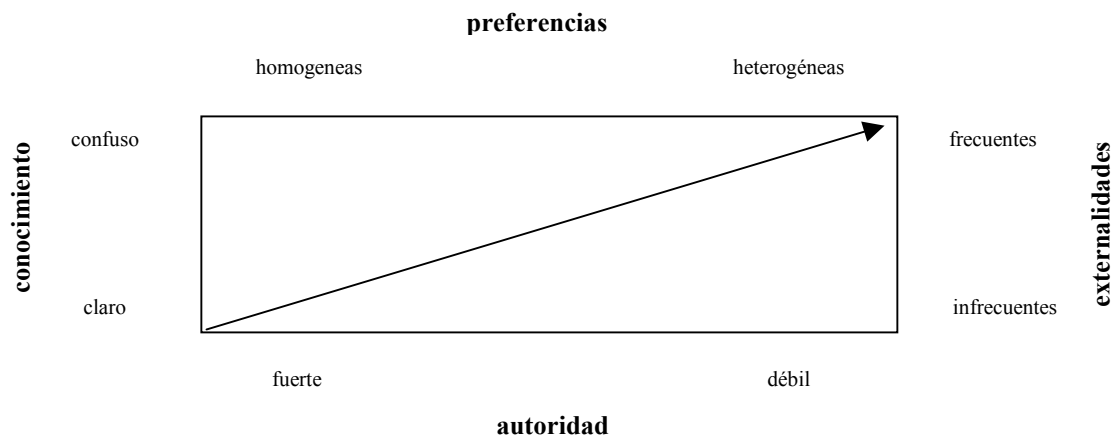 preferencias
homogeneas heterogéneas
confuso frecuentes
conocimiento
externalidades
claro infrecuentes
fuerte débil
autoridad